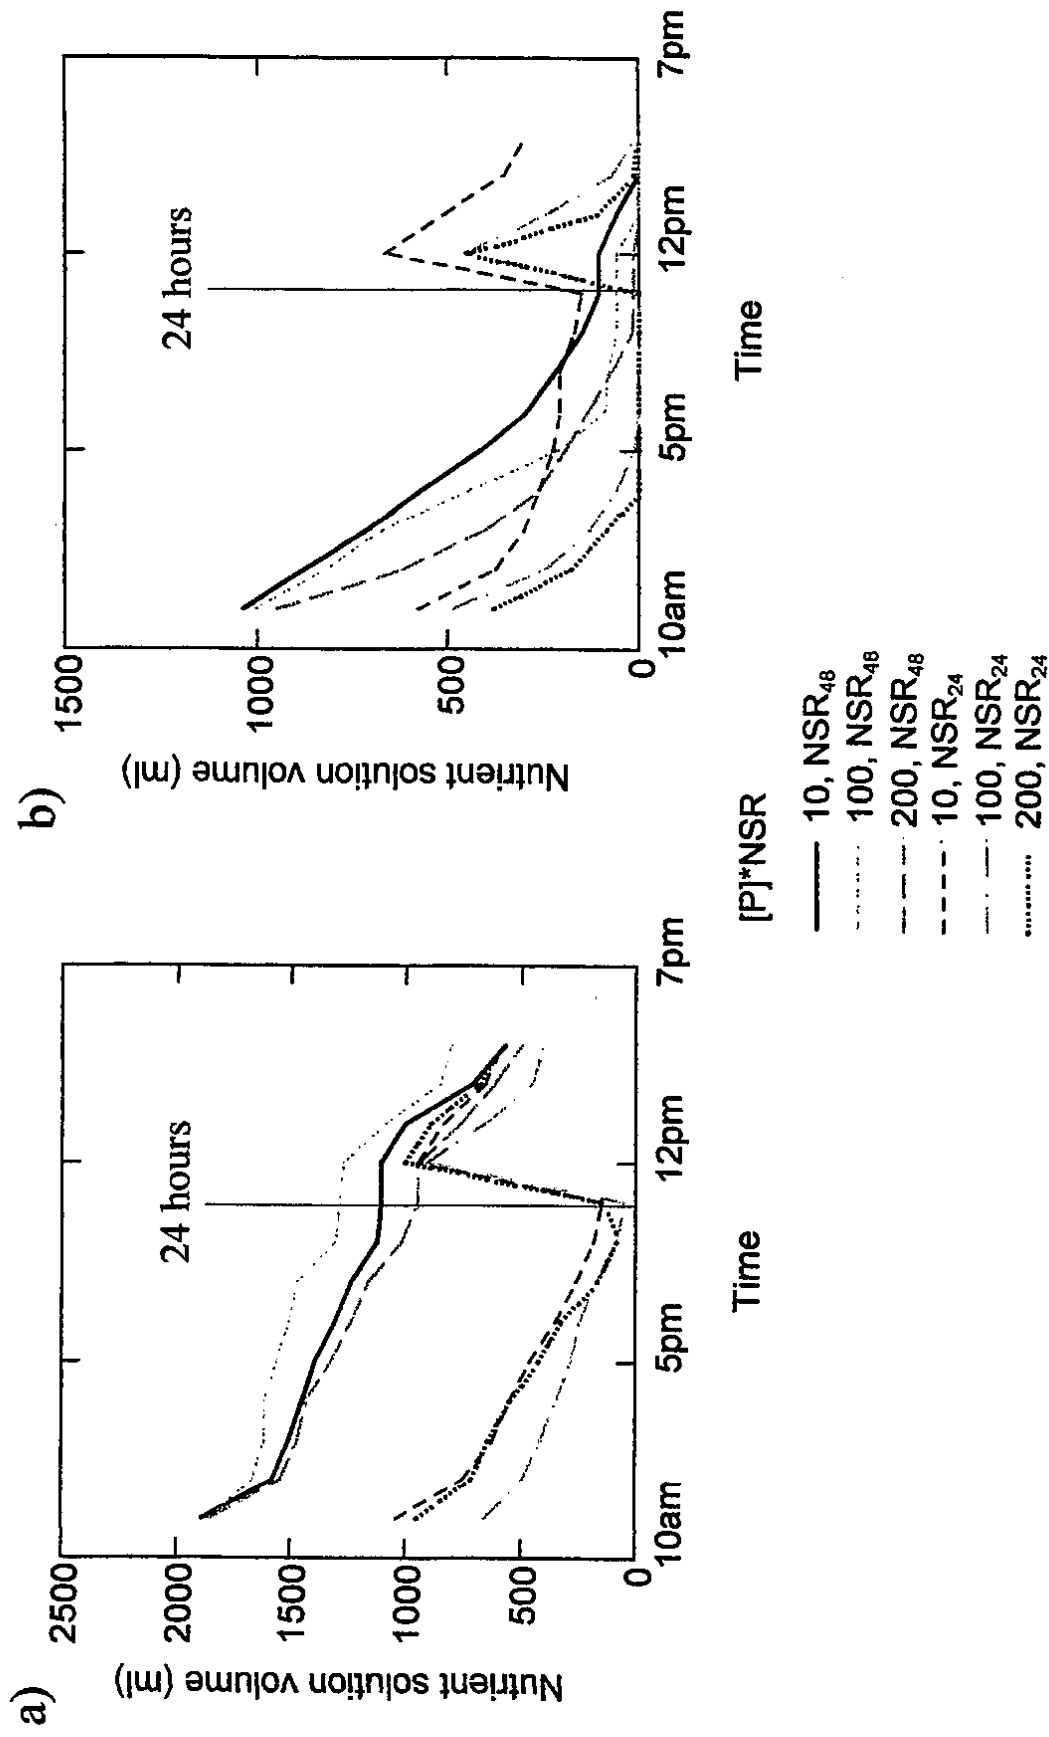 a)
Nutrient solution volume (ml)
2500
2000
1500
1000
500
0
24 hours
10am
5pm
12pm
7pm
Time
b)
Nutrient solution volume (ml)
1500
1000
500
0
24 hours
10am
5pm
12pm
7pm
Time
[P]*NSR
10, NSR48
100, NSR48
200, NSR48
10, NSR24
100, NSR24
200, NSR24